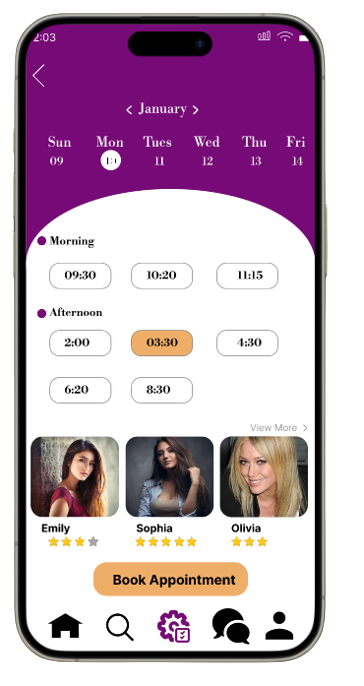 2:03
‹ January ›
Sun Mon Tues Wed Thu Fri
09 10 11 12 13 14
Morning
09:30 10:20 11:15
Afternoon
2:00 03:30 4:30
6:20 8:30
View More >
Emily Sophia Olivia
Book Appointment